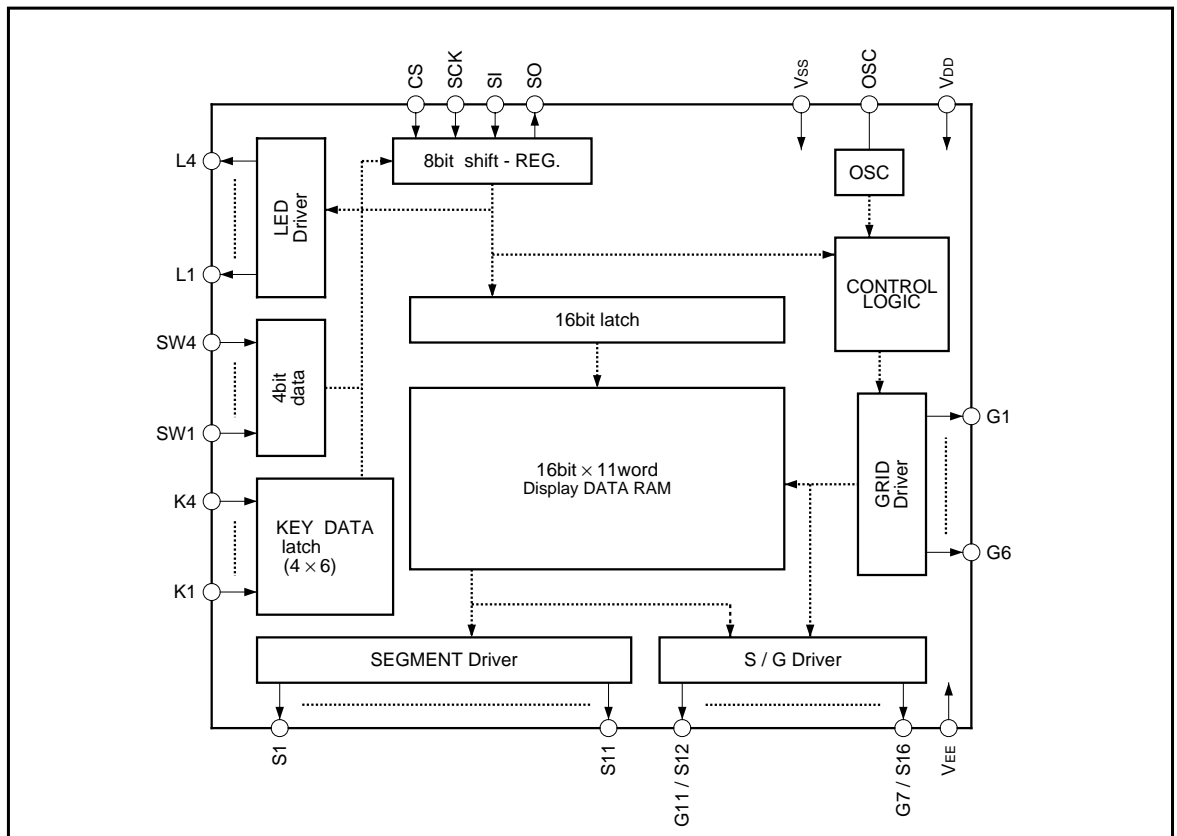 CS
SCK
SI
SO
VSS
OSC
VDD
L4
L1
LED
Driver
8bit shift - REG.
OSC
CONTROL
LOGIC
16bit latch
SW4
SW1
4bit
data
16bit × 11word
Display DATA RAM
GRID
Driver
G1
G6
K4
K1
KEY DATA
latch
(4 × 6)
SEGMENT Driver
S / G Driver
S1
S11
G11 / S12
G7 / S16
VEE